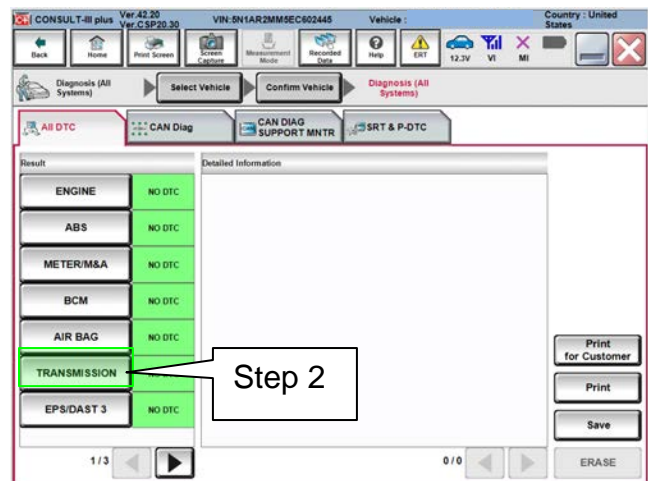 CONSULT-III plus Ver.42.20 VIN:5N1AR2MM5EC602445 Vehicle : Country : United
Ver.CSP20.30 States
Back Home Print Screen Screen Capture Measurement Mode Recorded Data Help ERT 12.3V VI MI
Diagnosis (All Systems) Select Vehicle Confirm Vehicle Diagnosis (All Systems)
All DTC CAN Diag CAN DIAG SUPPORT MNTR SRT & P-DTC
Result Detailed Information
ENGINE NO DTC
ABS NO DTC
METER/M&A NO DTC
BCM NO DTC
AIR BAG NO DTC
Print
for Customer
TRANSMISSION
Step 2
Print
EPS/DAST 3 NO DTC
Save
1/3 0/0 ERASE